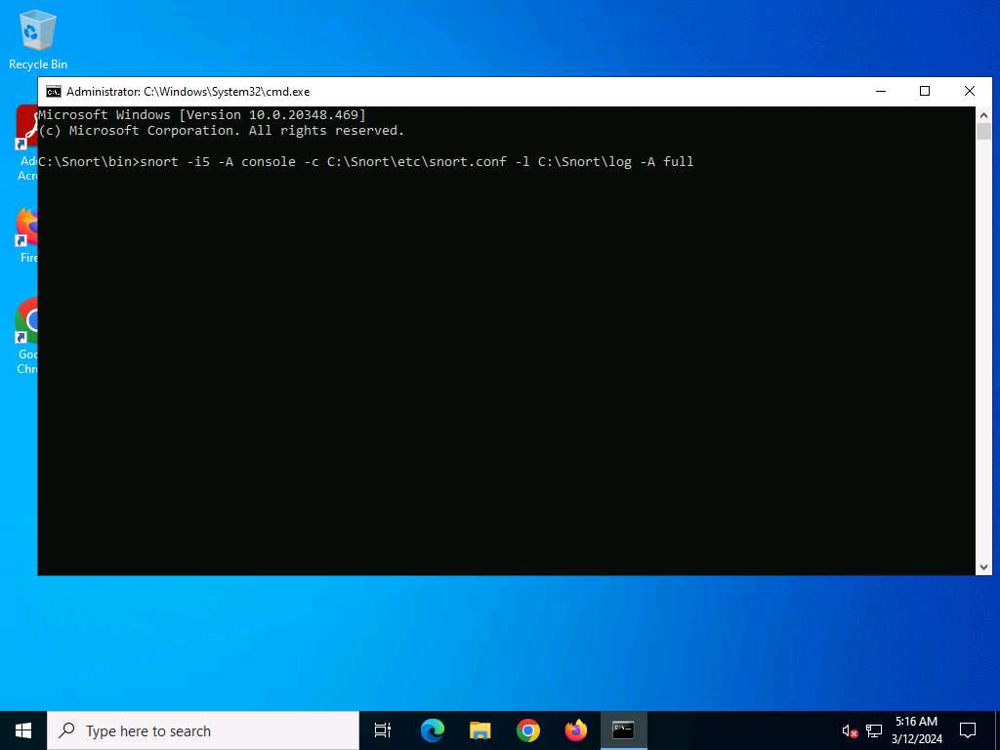 Recycle Bin
Administrator: C:\Windows\System32\cmd.exe
Microsoft Windows [Version 10.0.20348.469]
(c) Microsoft Corporation. All rights reserved.
C:\Snort\bin>snort -i5 -A console -c C:\Snort\etc\snort.conf -l C:\Snort\log -A full
Ad
Acr
Fire
Goo
Chr
Type here to search
5:16 AM
3/12/2024